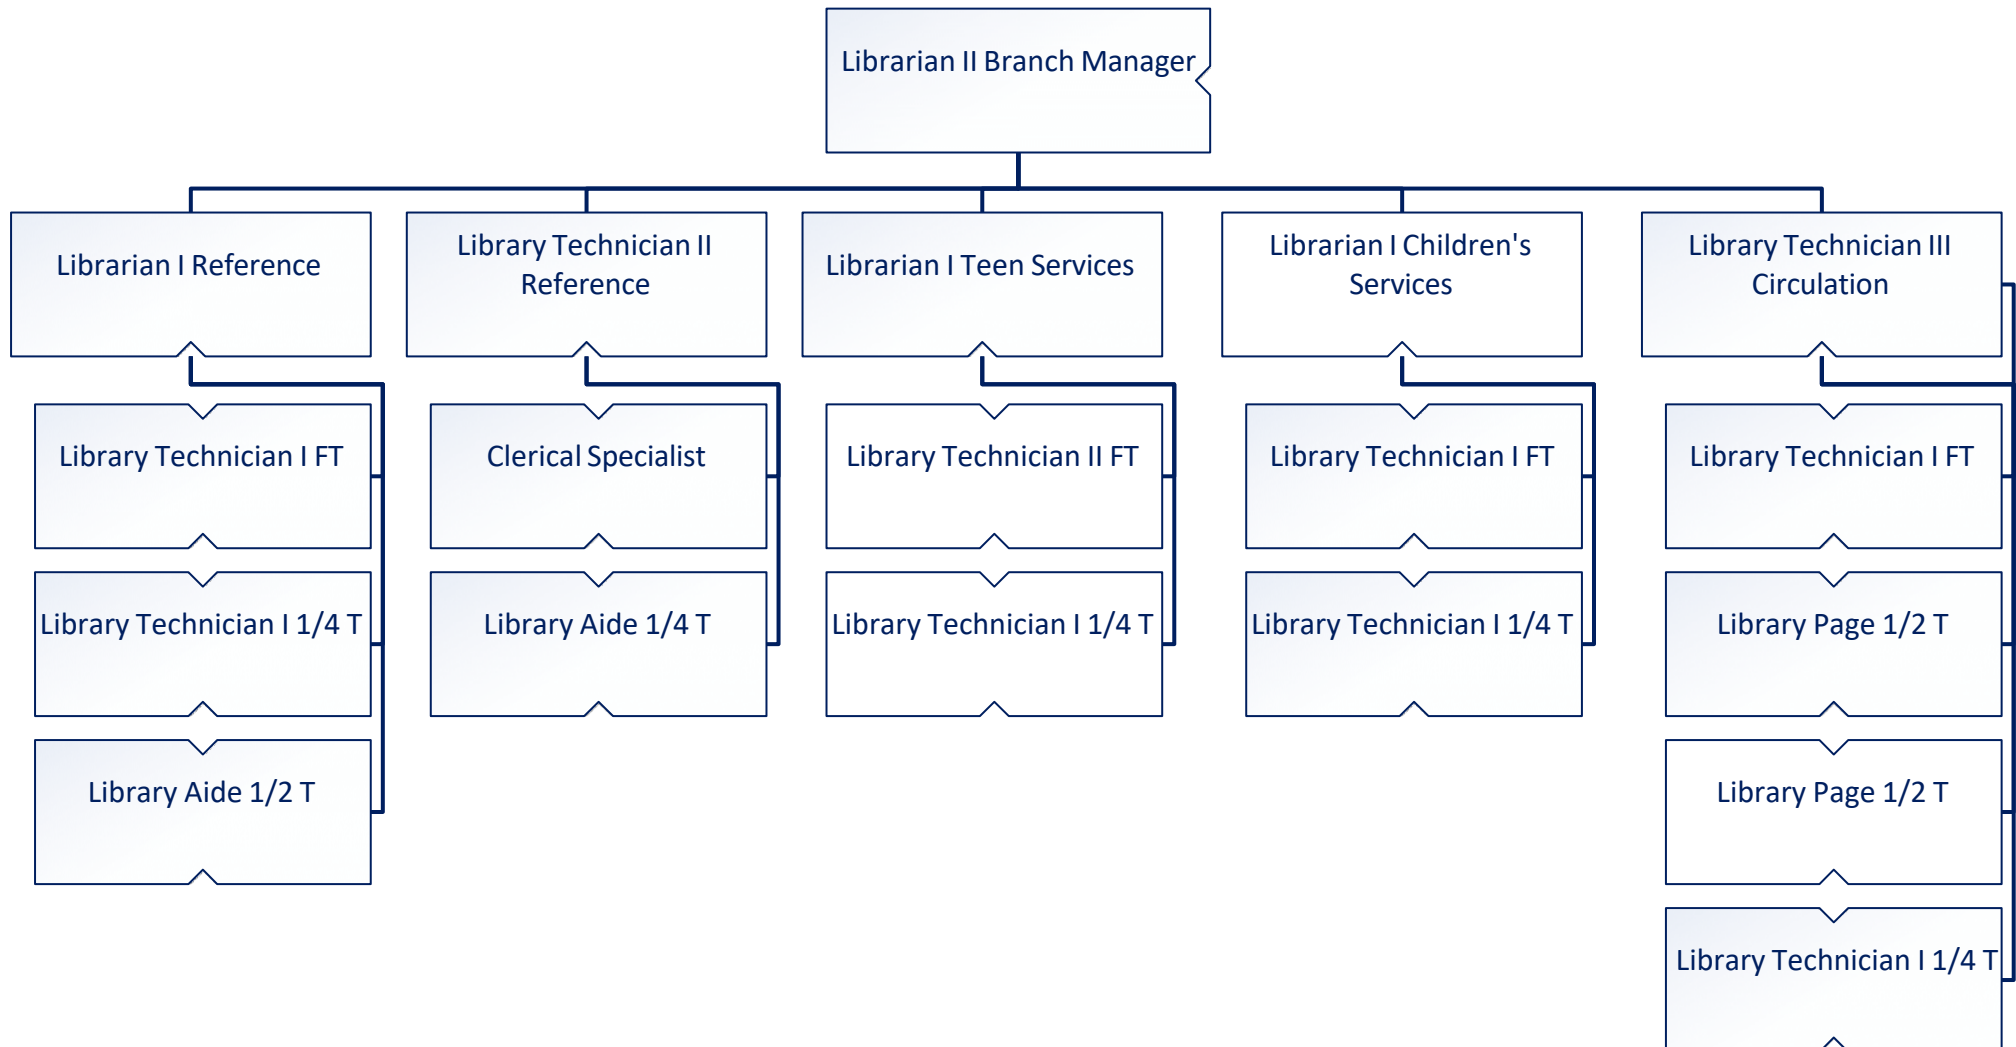 Librarian II Branch Manager
Librarian I Reference
Library Technician II
Reference
Librarian I Teen Services
Librarian I Children's
Services
Library Technician III
Circulation
Library Technician I FT
Clerical Specialist
Library Technician II FT
Library Technician I FT
Library Technician I FT
Library Technician I 1/4 T
Library Aide 1/4 T
Library Technician I 1/4 T
Library Technician I 1/4 T
Library Page 1/2 T
Library Aide 1/2 T
Library Page 1/2 T
Library Technician I 1/4 T